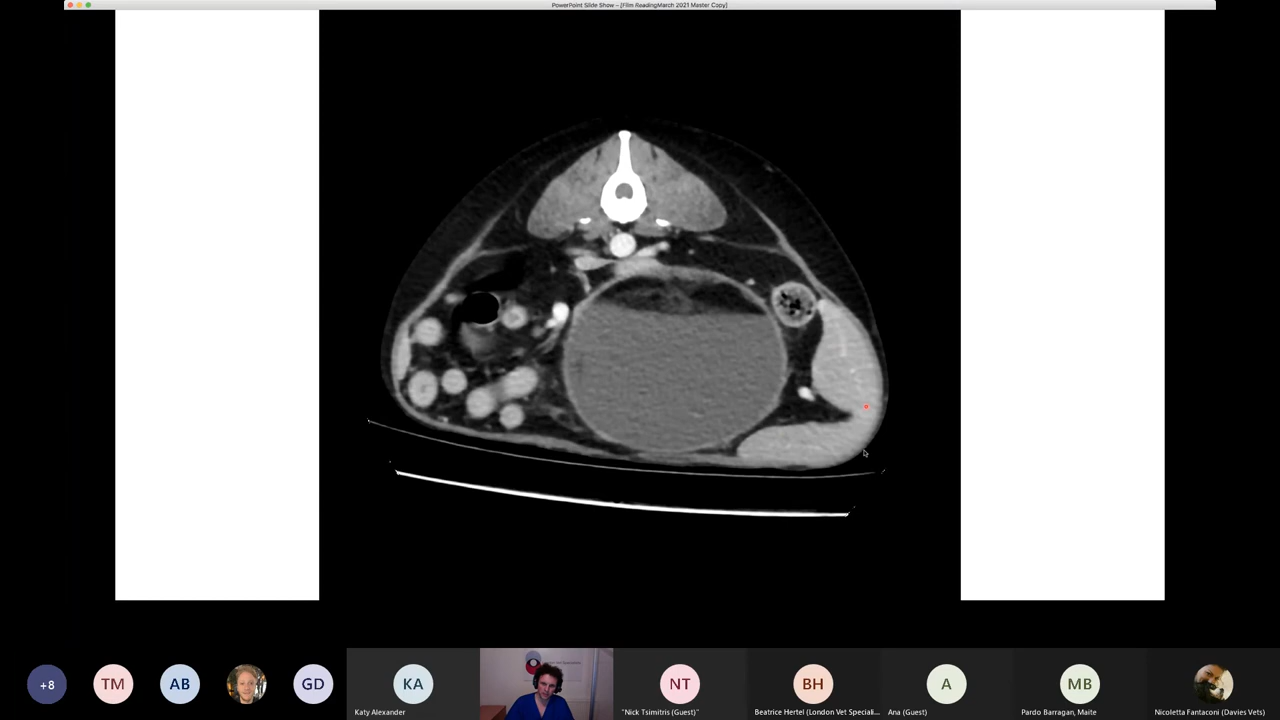 PowerPoint Slide Show – [Film ReadingMarch 2021 Master Copy]
+8
TM
AB
GD
KA
Katy Alexander
NT
"Nick Tsimitris (Guest)"
BH
Beatrice Hertel (London Vet Speciali...
A
Ana (Guest)
MB
Pardo Barragan, Maite
Nicoletta Fantaconi (Davies Vets)